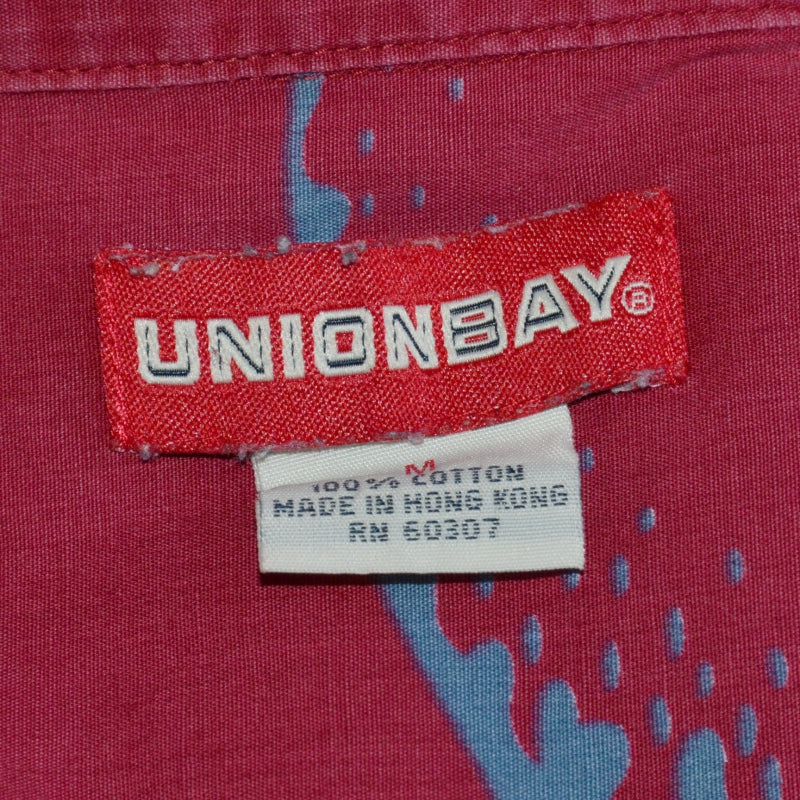 UNIONBAY®
M
100% COTTON
MADE IN HONG KONG
RN 60307